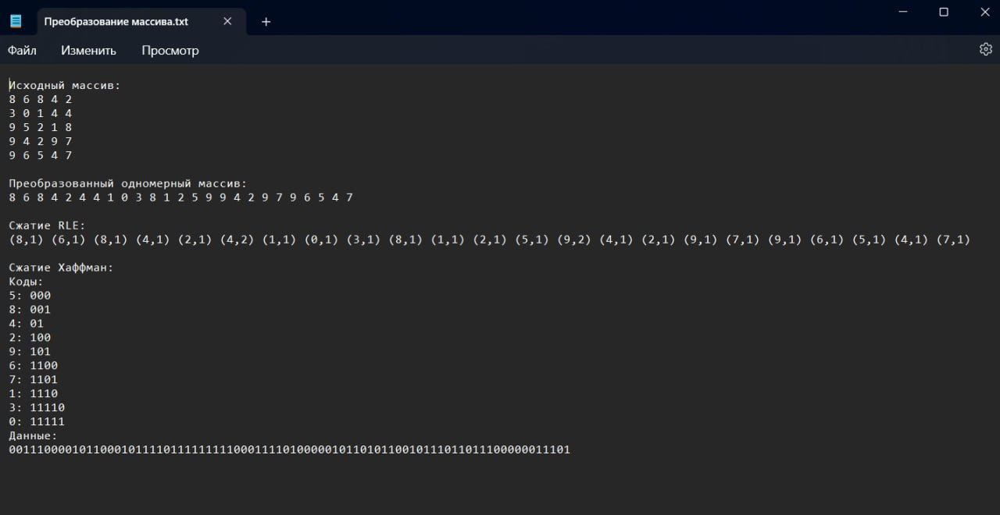 Преобразование массива.txt
Файл Изменить Просмотр
Исходный массив:
8 6 8 4 2
3 0 1 4 4
9 5 2 1 8
9 4 2 9 7
9 6 5 4 7
Преобразованный одномерный массив:
8 6 8 4 2 4 4 1 0 3 8 1 2 5 9 9 4 2 9 7 9 6 5 4 7
Сжатие RLE:
(8,1) (6,1) (8,1) (4,1) (2,1) (4,2) (1,1) (0,1) (3,1) (8,1) (1,1) (2,1) (5,1) (9,2) (4,1) (2,1) (9,1) (7,1) (9,1) (6,1) (5,1) (4,1) (7,1)
Сжатие Хаффман:
Коды:
5: 000
8: 001
4: 01
2: 100
9: 101
6: 1100
7: 1101
1: 1110
3: 11110
0: 11111
Данные:
00111000010110001011110111111111000111101000001011010110010111011011100000011101